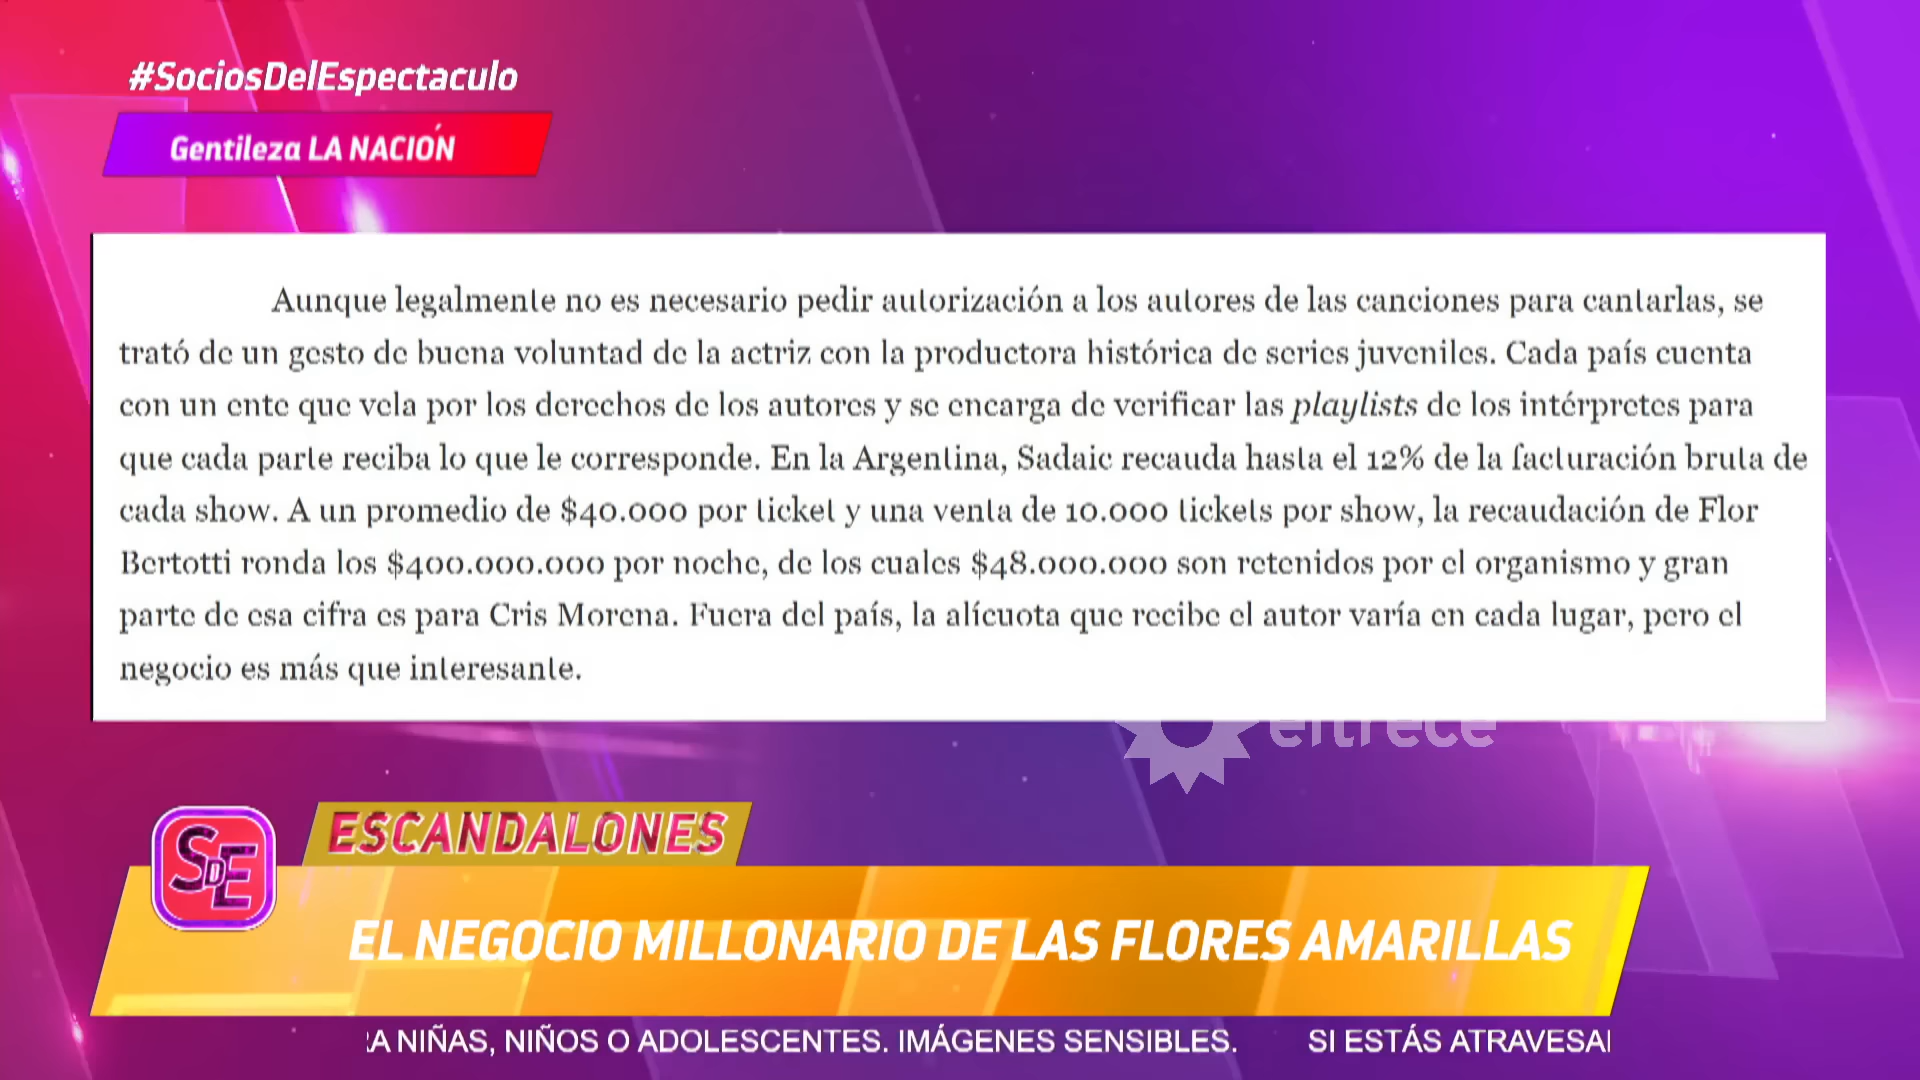 #SociosDelEspectaculo
Gentileza LA NACIÓN
Aunque legalmente no es necesario pedir autorización a los autores de las canciones para cantarlas, se
trató de un gesto de buena voluntad de la actriz con la productora histórica de series juveniles. Cada país cuenta
con un ente que vela por los derechos de los autores y se encarga de verificar las playlists de los intérpretes para
que cada parte reciba lo que le corresponde. En la Argentina, Sadaic recauda hasta el 12% de la facturación bruta de
cada show. A un promedio de $40.000 por ticket y una venta de 10.000 tickets por show, la recaudación de Flor
Bertotti ronda los $400.000.000 por noche, de los cuales $48.000.000 son retenidos por el organismo y gran
parte de esa cifra es para Cris Morena. Fuera del país, la alícuota que recibe el autor varía en cada lugar, pero el
negocio es más que interesante.
eltrece
ESCANDALONES
SDE
EL NEGOCIO MILLONARIO DE LAS FLORES AMARILLAS
RA NIÑAS, NIÑOS O ADOLESCENTES. IMÁGENES SENSIBLES. SI ESTÁS ATRAVESA